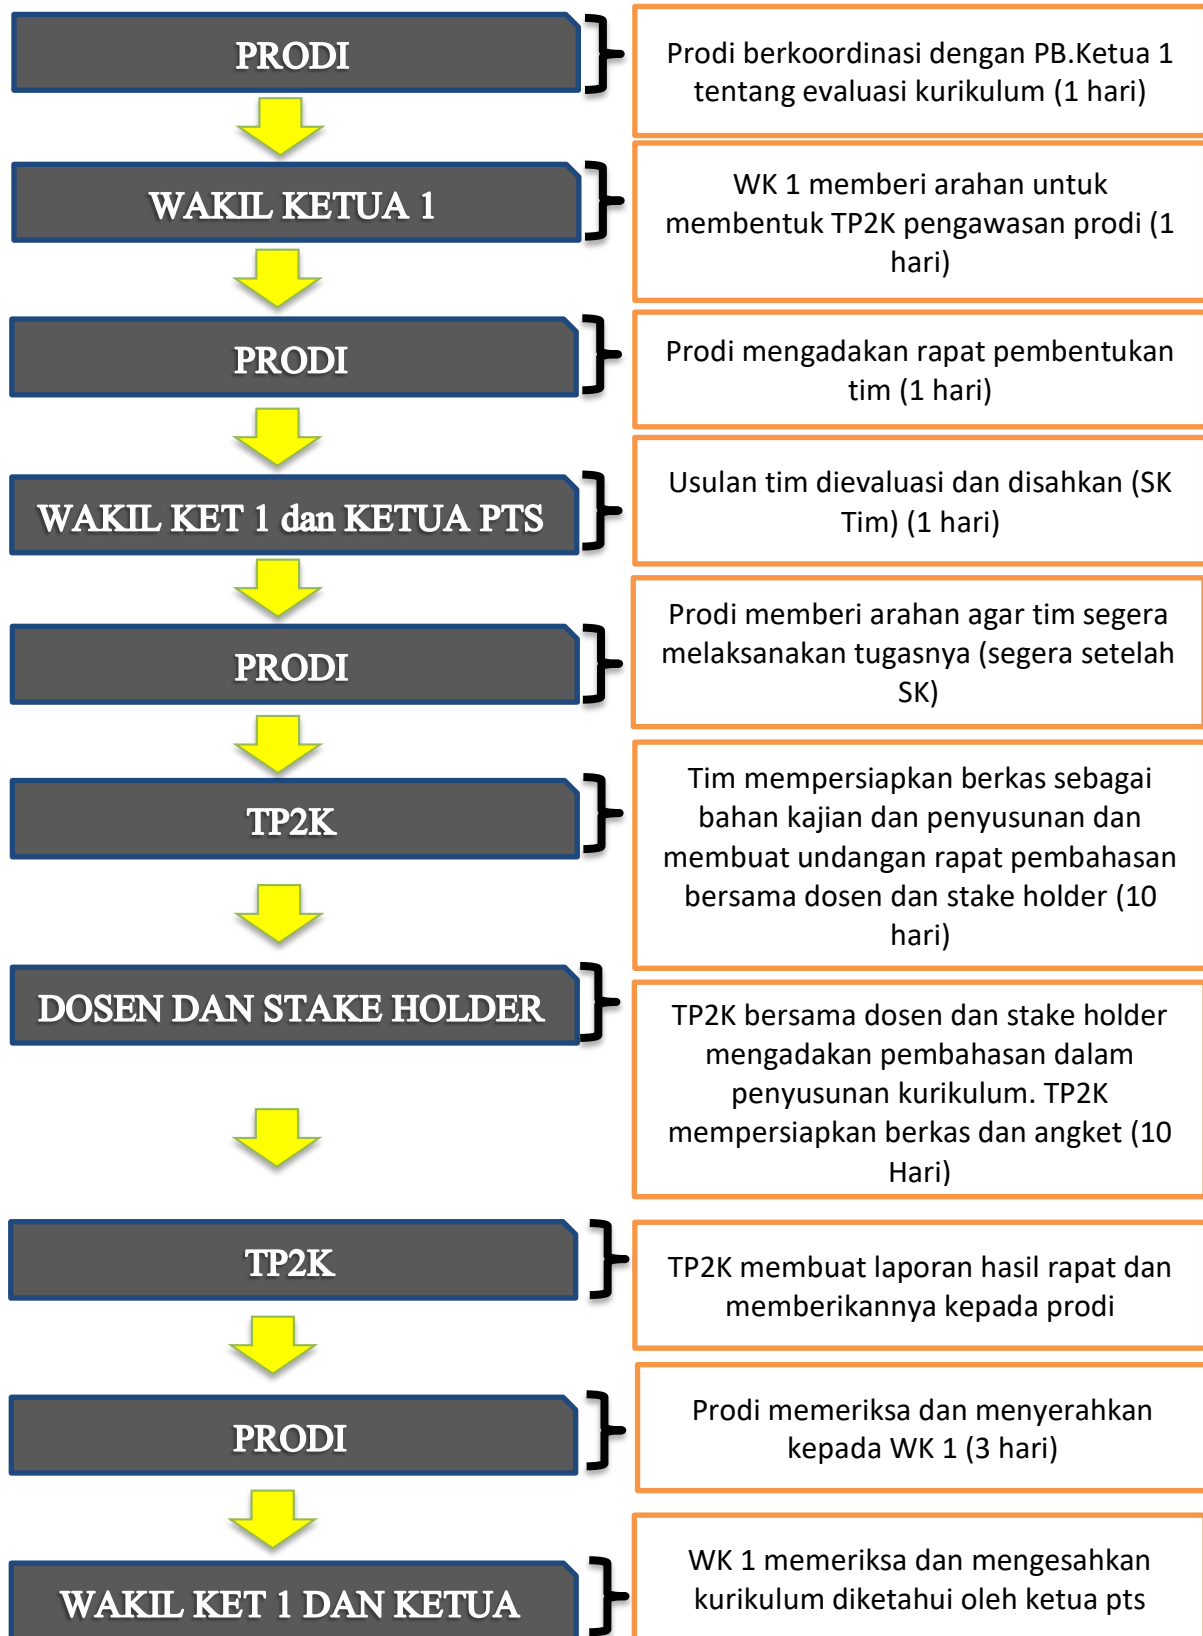 PRODI
Prodi berkoordinasi dengan PB.Ketua 1
tentang evaluasi kurikulum (1 hari)
WAKIL KETUA 1
WK 1 memberi arahan untuk
membentuk TP2K pengawasan prodi (1
hari)
PRODI
Prodi mengadakan rapat pembentukan
tim (1 hari)
WAKIL KET 1 dan KETUA PTS
Usulan tim dievaluasi dan disahkan (SK
Tim) (1 hari)
PRODI
Prodi memberi arahan agar tim segera
melaksanakan tugasnya (segera setelah
SK)
TP2K
Tim mempersiapkan berkas sebagai
bahan kajian dan penyusunan dan
membuat undangan rapat pembahasan
bersama dosen dan stake holder (10
hari)
DOSEN DAN STAKE HOLDER
TP2K bersama dosen dan stake holder
mengadakan pembahasan dalam
penyusunan kurikulum. TP2K
mempersiapkan berkas dan angket (10
Hari)
TP2K
TP2K membuat laporan hasil rapat dan
memberikannya kepada prodi
PRODI
Prodi memeriksa dan menyerahkan
kepada WK 1 (3 hari)
WAKIL KET 1 DAN KETUA
WK 1 memeriksa dan mengesahkan
kurikulum diketahui oleh ketua pts